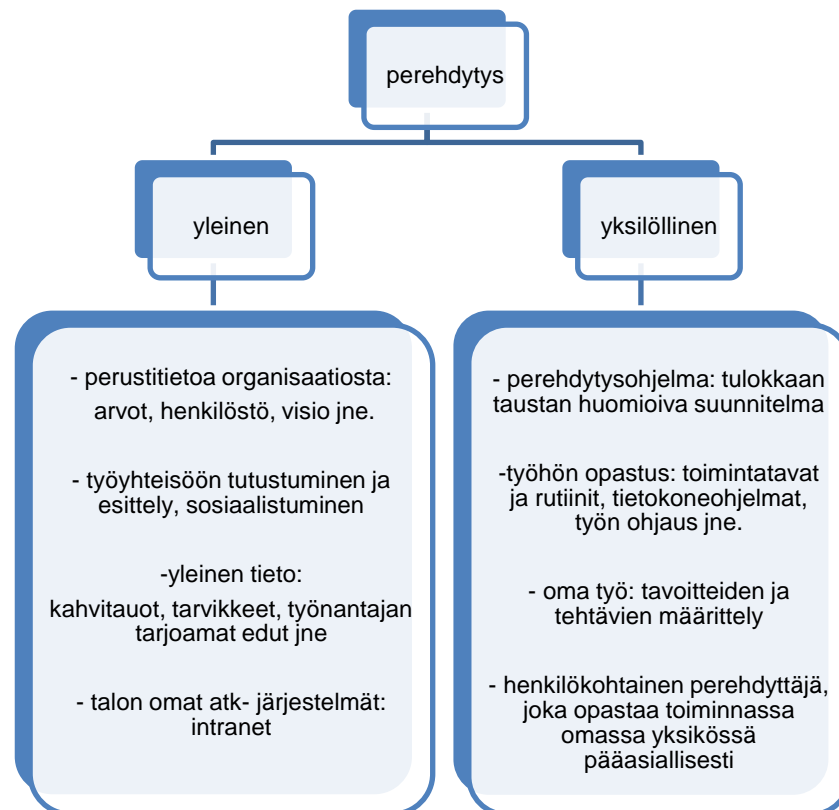 perehdytys
yleinen
yksilöllinen
- perustitietoa organisaatiosta:
arvot, henkilöstö, visio jne.
- työyhteisöön tutustuminen ja
esittely, sosiaalistuminen
-yleinen tieto:
kahvitauot, tarvikkeet, työnantajan
tarjoamat edut jne
- talon omat atk- järjestelmät:
intranet
- perehdytysohjelma: tulokkaan
taustan huomioiva suunnitelma
-työhön opastus: toimintatavat
ja rutiinit, tietokoneohjelmat,
työn ohjaus jne.
- oma työ: tavoitteiden ja
tehtävien määrittely
- henkilökohtainen perehdyttäjä,
joka opastaa toiminnassa
omassa yksikössä
pääasiallisesti